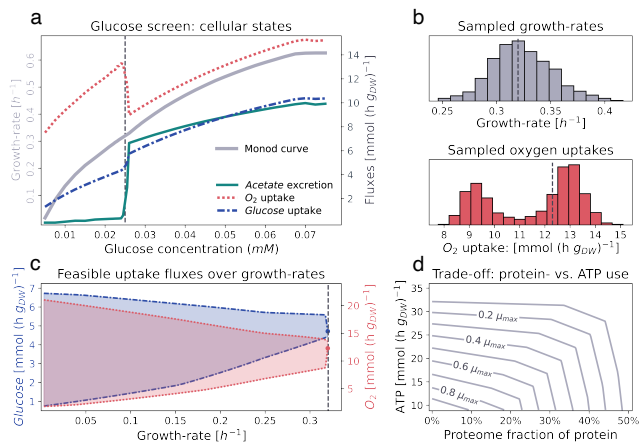 a
Glucose screen: cellular states
Growth-rate [h⁻¹]
0.6
0.5
0.4
0.3
0.2
0.1
Monod curve
Acetate excretion
O₂ uptake
Glucose uptake
14
12
10
8
6
4
2
Fluxes [mmol (h g_DW)⁻¹]
0.01 0.02 0.03 0.04 0.05 0.06 0.07
Glucose concentration (mM)
b
Sampled growth-rates
0.25 0.3 0.35 0.4
Growth-rate [h⁻¹]
Sampled oxygen uptakes
8 9 10 11 12 13 14 15
O₂ uptake: [mmol (h g_DW)⁻¹]
c
Feasible uptake fluxes over growth-rates
Glucose [mmol (h g_DW)⁻¹]
7
6
5
4
3
2
1
20
15
10
5
O₂ [mmol (h g_DW)⁻¹]
0.05 0.1 0.15 0.2 0.25 0.3
Growth-rate [h⁻¹]
d
Trade-off: protein- vs. ATP use
ATP [mmol (h g_DW)⁻¹]
35
30
25
20
15
10
0.2 μ_max
0.4 μ_max
0.6 μ_max
0.8 μ_max
0% 10% 20% 30% 40% 50%
Proteome fraction of protein